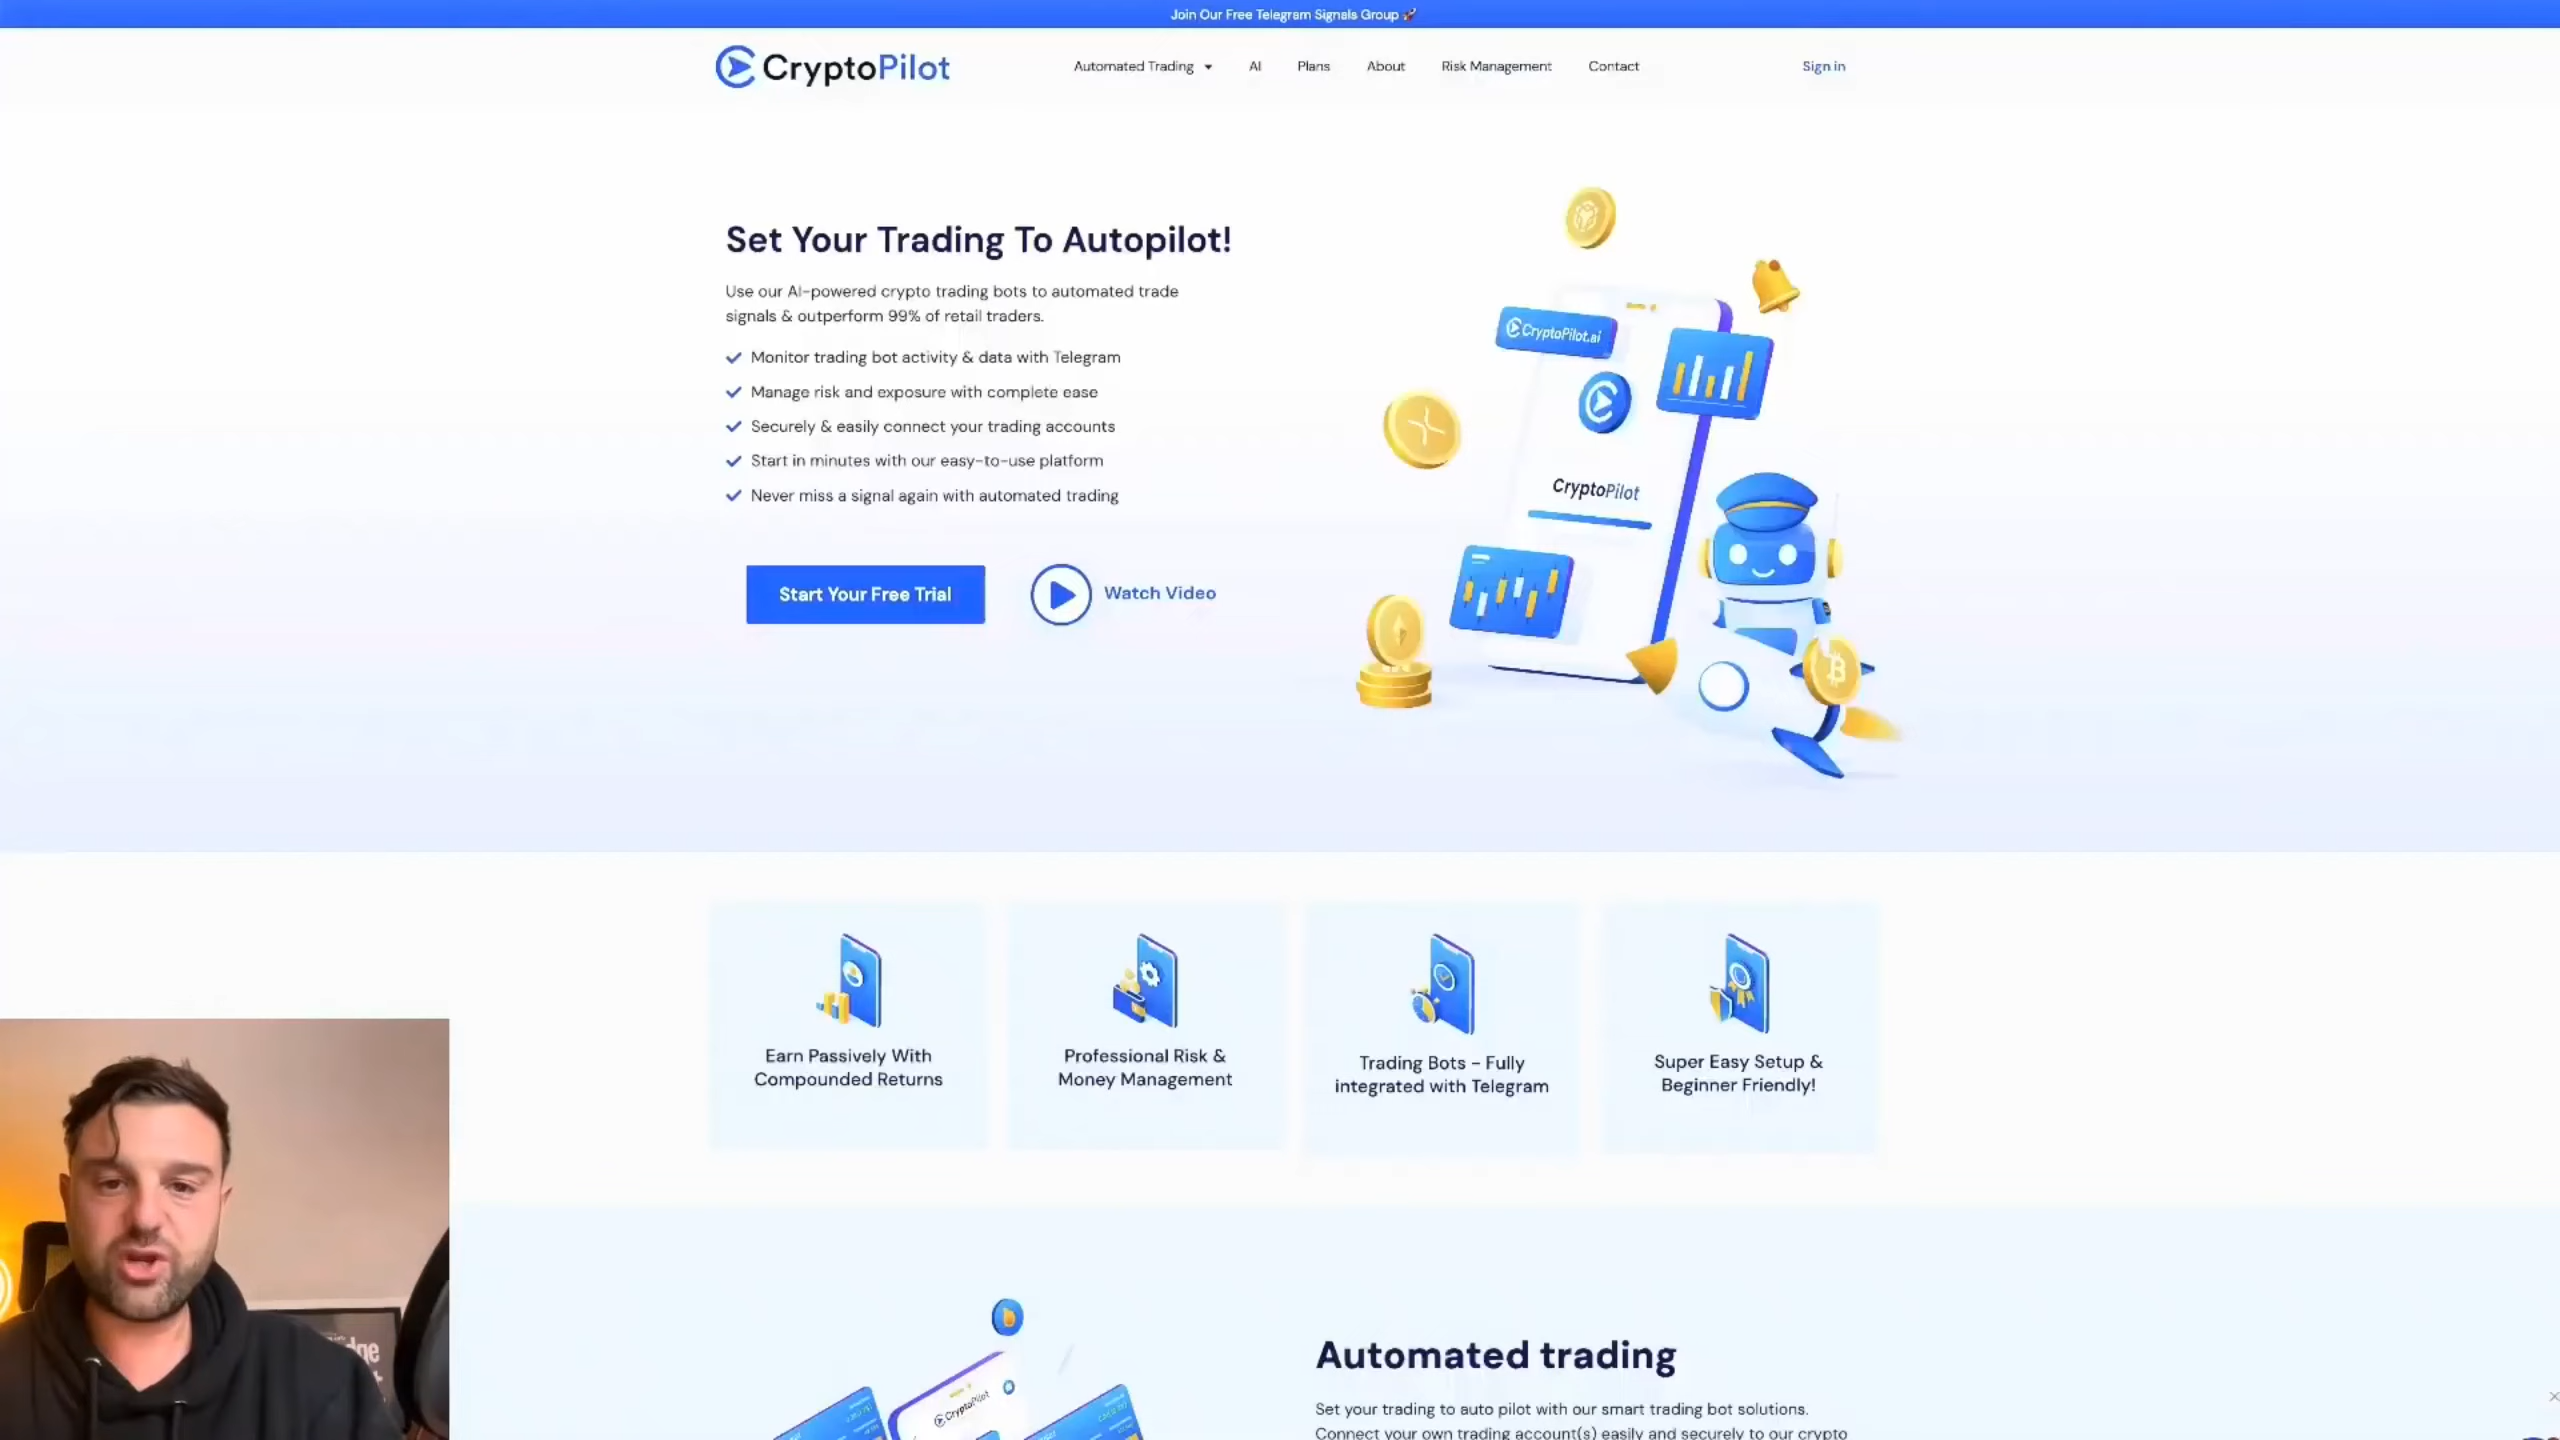 Join Our Free Telegram Signals Group 🚀
CryptoPilot
Automated Trading
AI
Plans
About
Risk Management
Contact
Sign in
Set Your Trading To Autopilot!
Use our AI-powered crypto trading bots to automated trade
signals & outperform 99% of retail traders.
Monitor trading bot activity & data with Telegram
Manage risk and exposure with complete ease
Securely & easily connect your trading accounts
Start in minutes with our easy-to-use platform
Never miss a signal again with automated trading
Start Your Free Trial
Watch Video
CryptoPilot.ai
CryptoPilot
Earn Passively With
Compounded Returns
Professional Risk &
Money Management
Trading Bots - Fully
integrated with Telegram
Super Easy Setup &
Beginner Friendly!
CryptoPilot
Automated trading
Set your trading to auto pilot with our smart trading bot solutions.
Connect your own trading account(s) easily and securely to our crypto